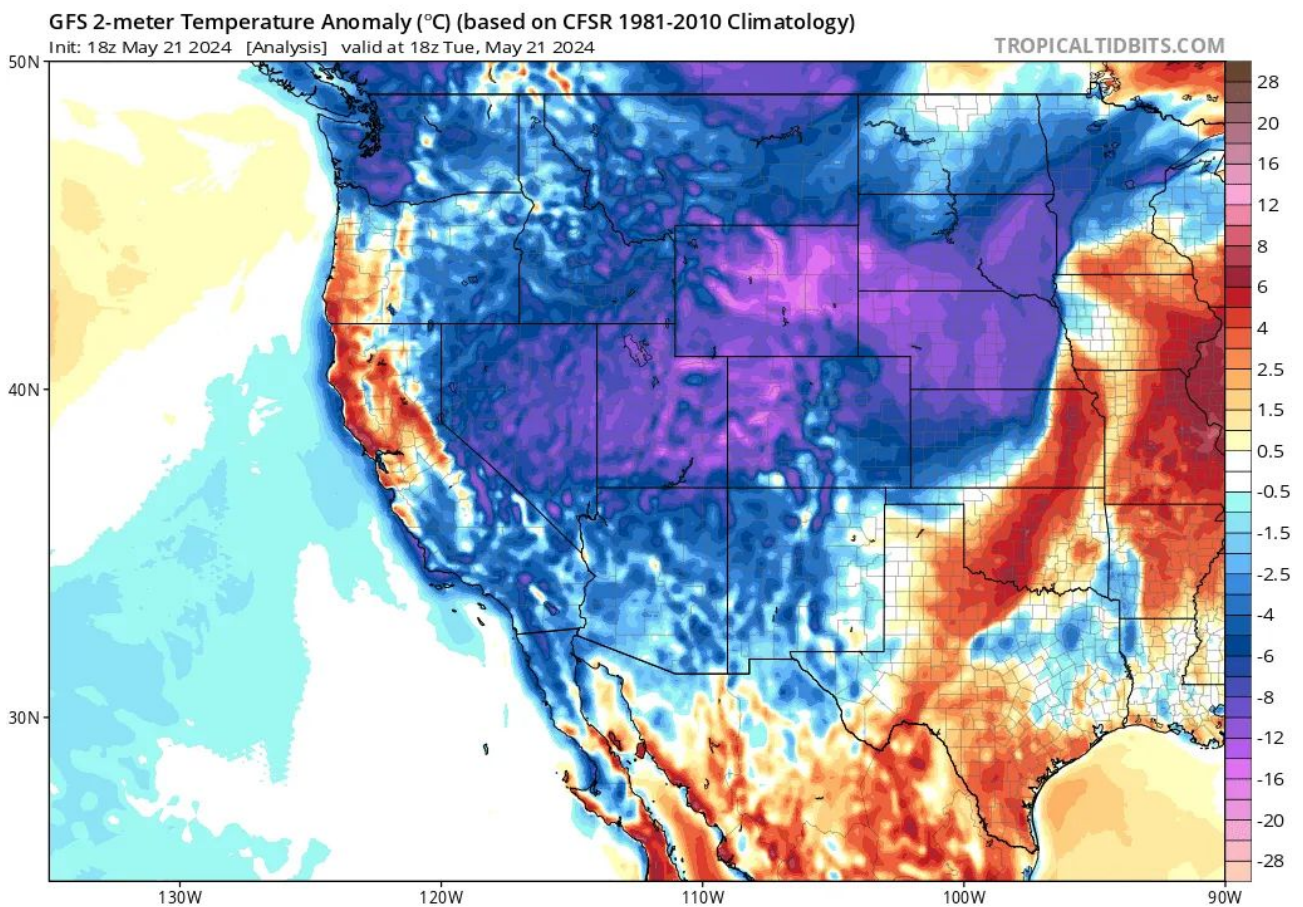 GFS 2-meter Temperature Anomaly (°C) (based on CFSR 1981-2010 Climatology)
Init: 18z May 21 2024 [Analysis] valid at 18z Tue, May 21 2024
TROPICALTIDBITS.COM
50N
40N
30N
130W
120W
110W
100W
90W
28
20
16
12
8
6
4
2.5
1.5
0.5
-0.5
-1.5
-2.5
-4
-6
-8
-12
-16
-20
-28